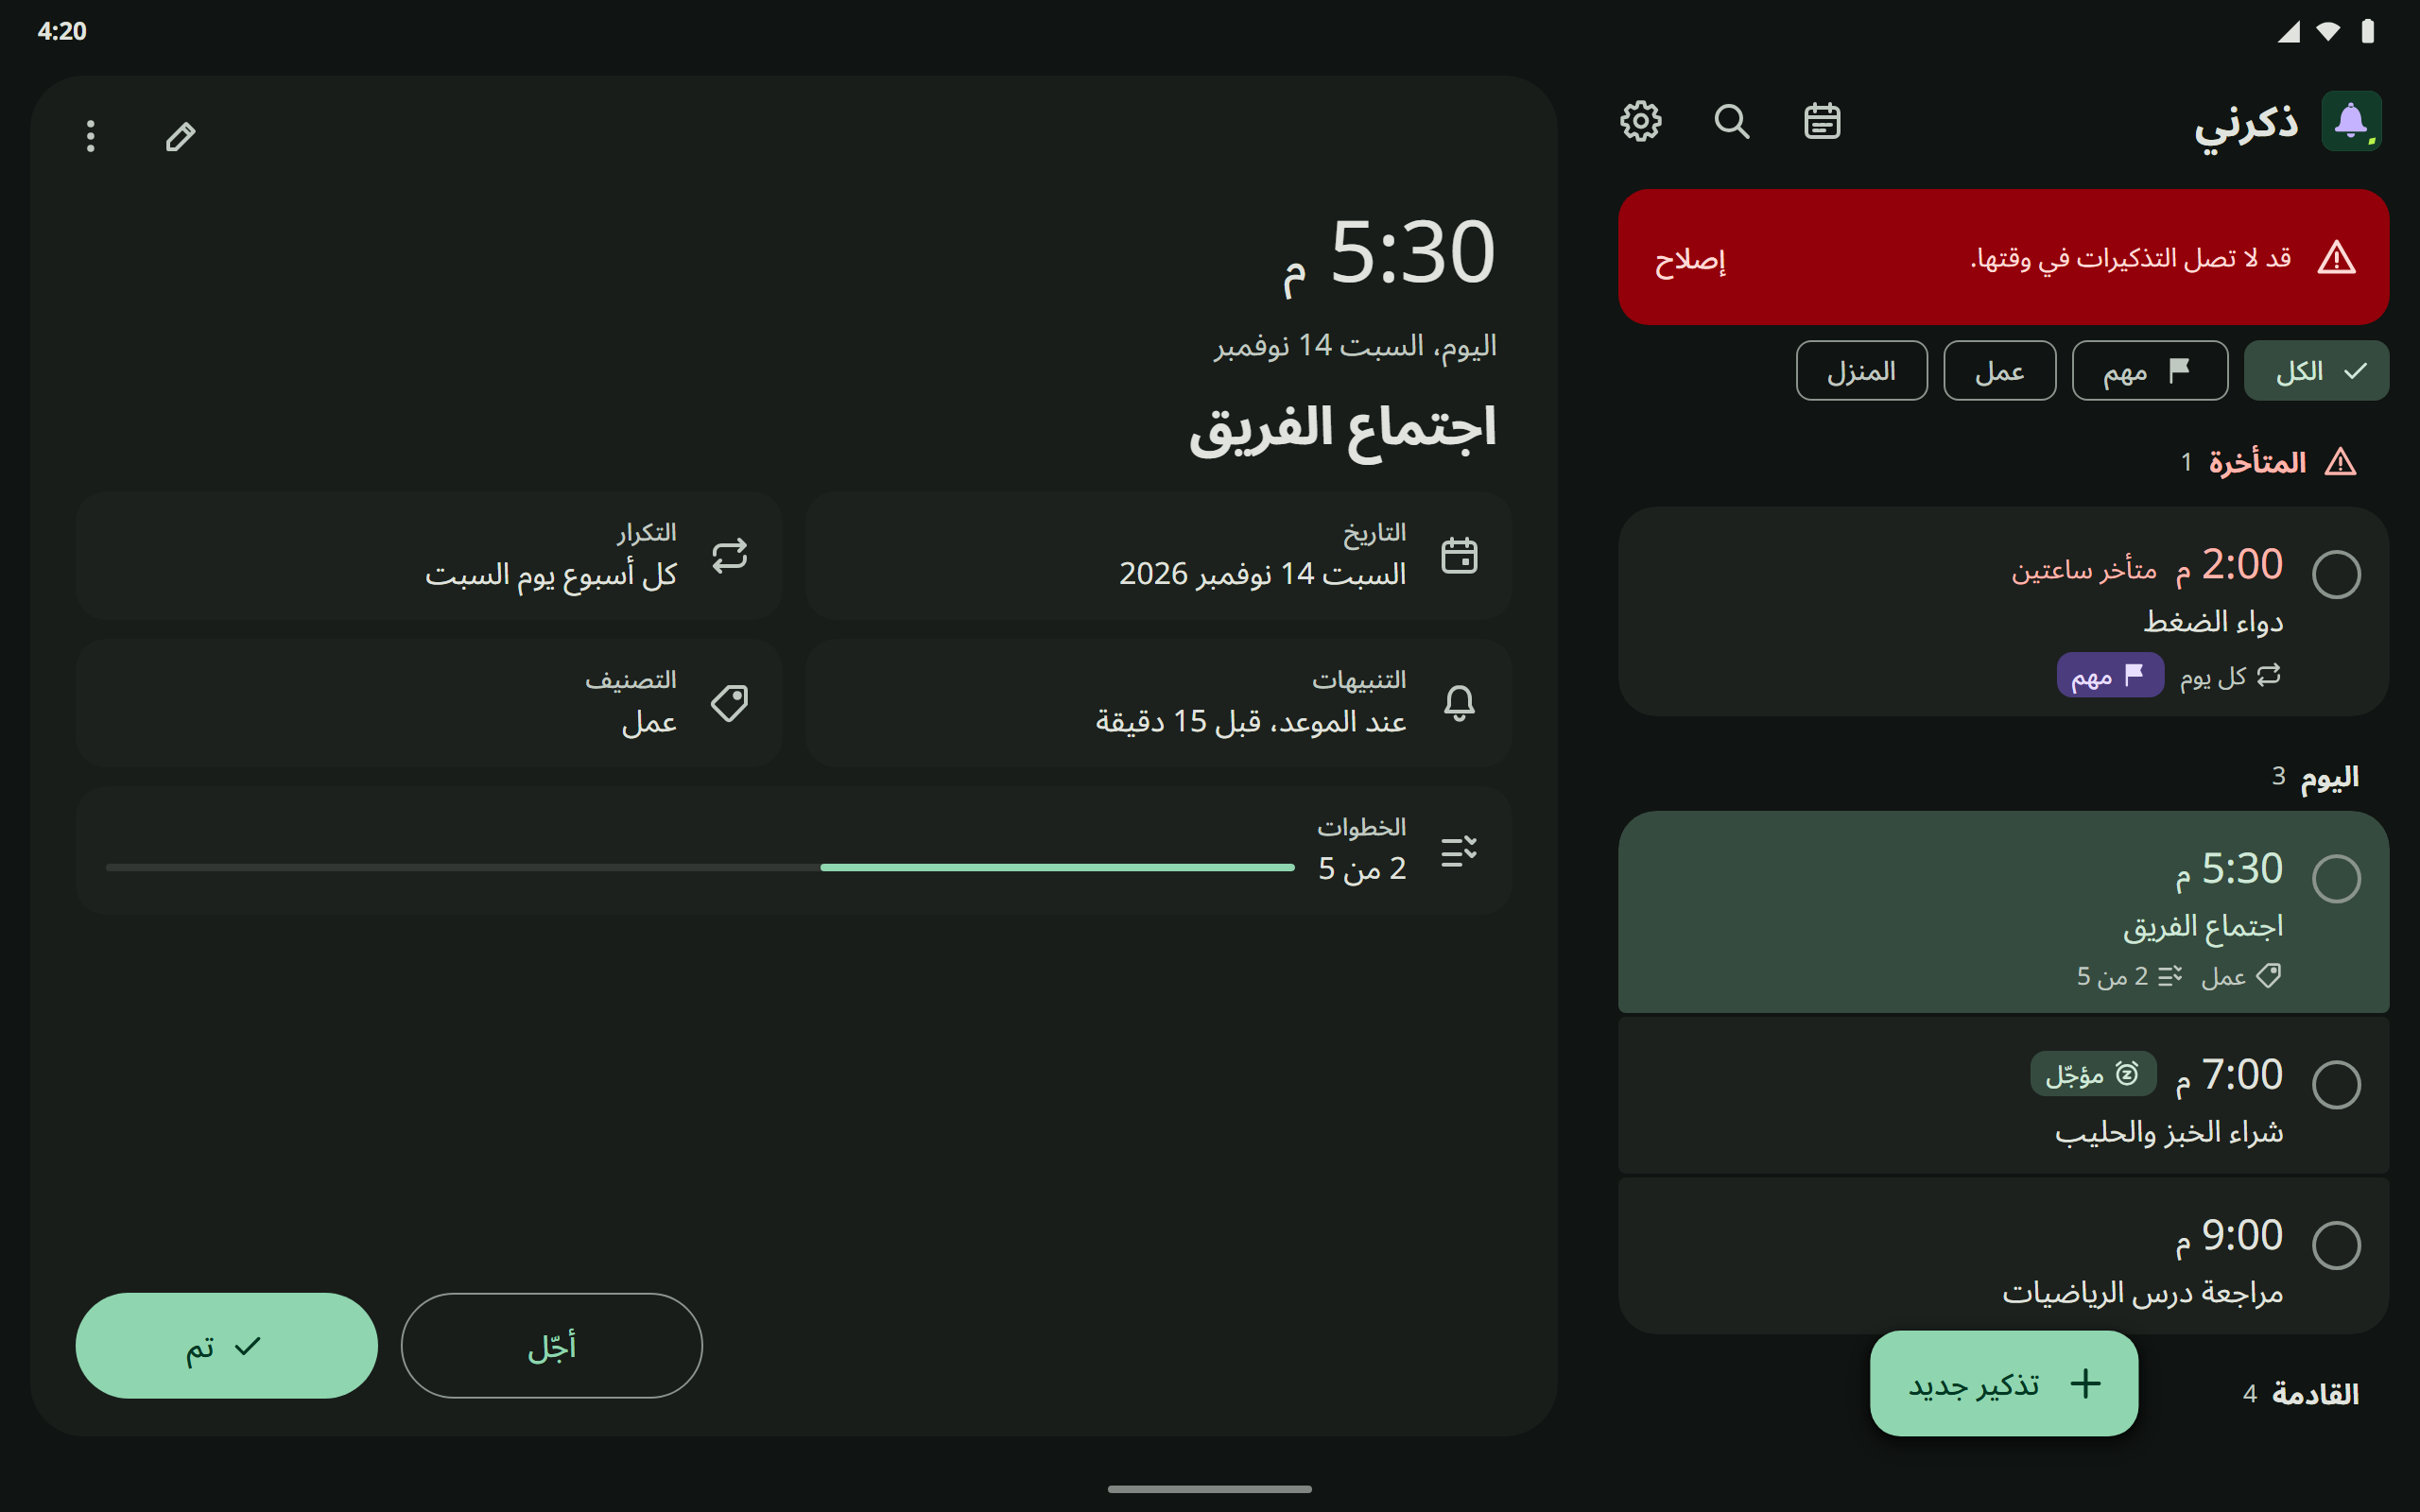 4:20
ذكرني
قد لا تصل التذكيرات في وقتها.
إصلاح
الكل
مهم
عمل
المنزل
المتأخرة 1
2:00 م متأخر ساعتين
دواء الضغط
كل يوم
مهم
اليوم 3
5:30 م
اجتماع الفريق
عمل
2 من 5
7:00 م
مؤجّل
شراء الخبز والحليب
9:00 م
مراجعة درس الرياضيات
القادمة 4
تذكير جديد
5:30 م
اليوم، السبت 14 نوفمبر
اجتماع الفريق
التاريخ
السبت 14 نوفمبر 2026
التكرار
كل أسبوع يوم السبت
التنبيهات
عند الموعد، قبل 15 دقيقة
التصنيف
عمل
الخطوات
2 من 5
أجّل
تم